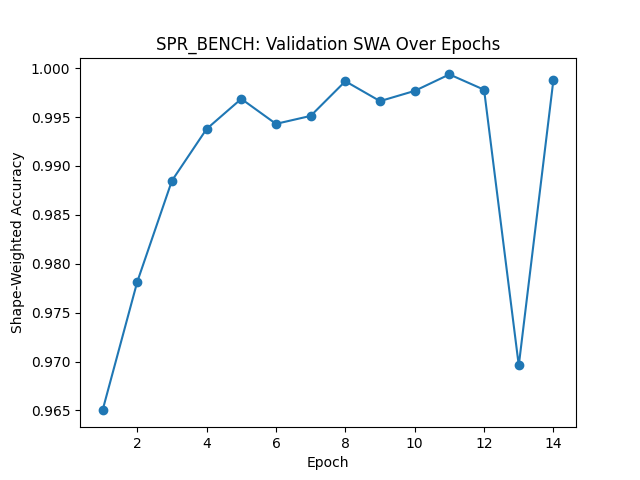 SPR_BENCH: Validation SWA Over Epochs
Shape-Weighted Accuracy
1.000
0.995
0.990
0.985
0.980
0.975
0.970
0.965
2 4 6 8 10 12 14
Epoch